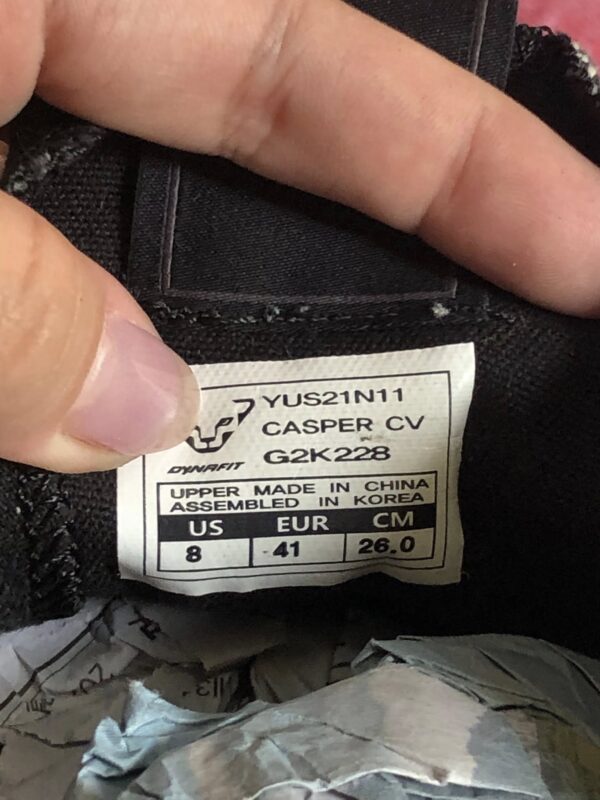 YUS21N11
CASPER CV
DYNAFIT G2K228
UPPER MADE IN CHINA
ASSEMBLED IN KOREA
US EUR CM
8 41 26.0